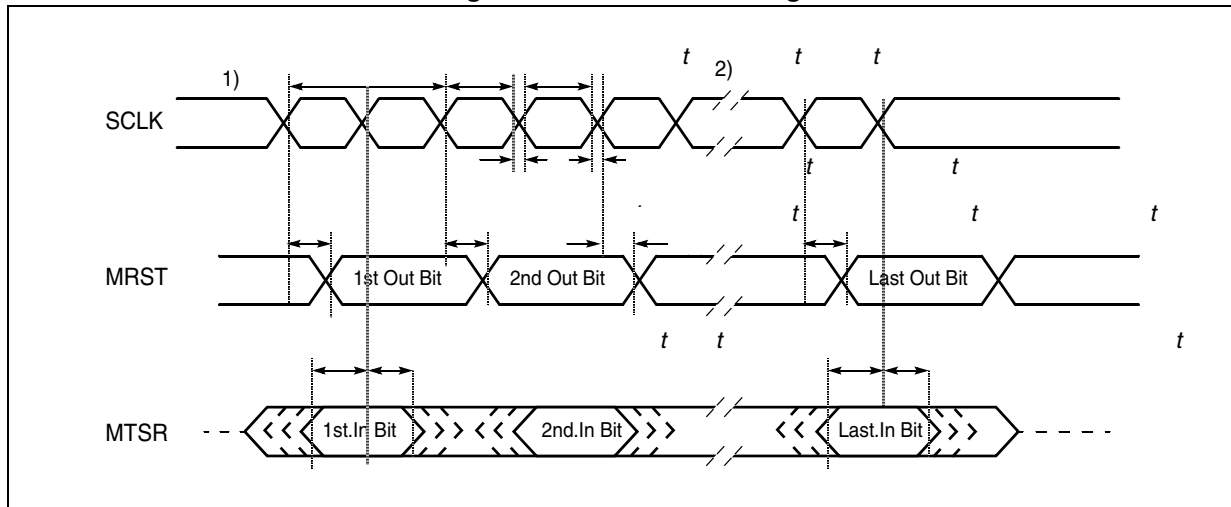 t 2) t t
1)
SCLK
t t
t t t
MRST 1st Out Bit 2nd Out Bit Last Out Bit
t t t
MTSR 1st.In Bit 2nd.In Bit Last.In Bit